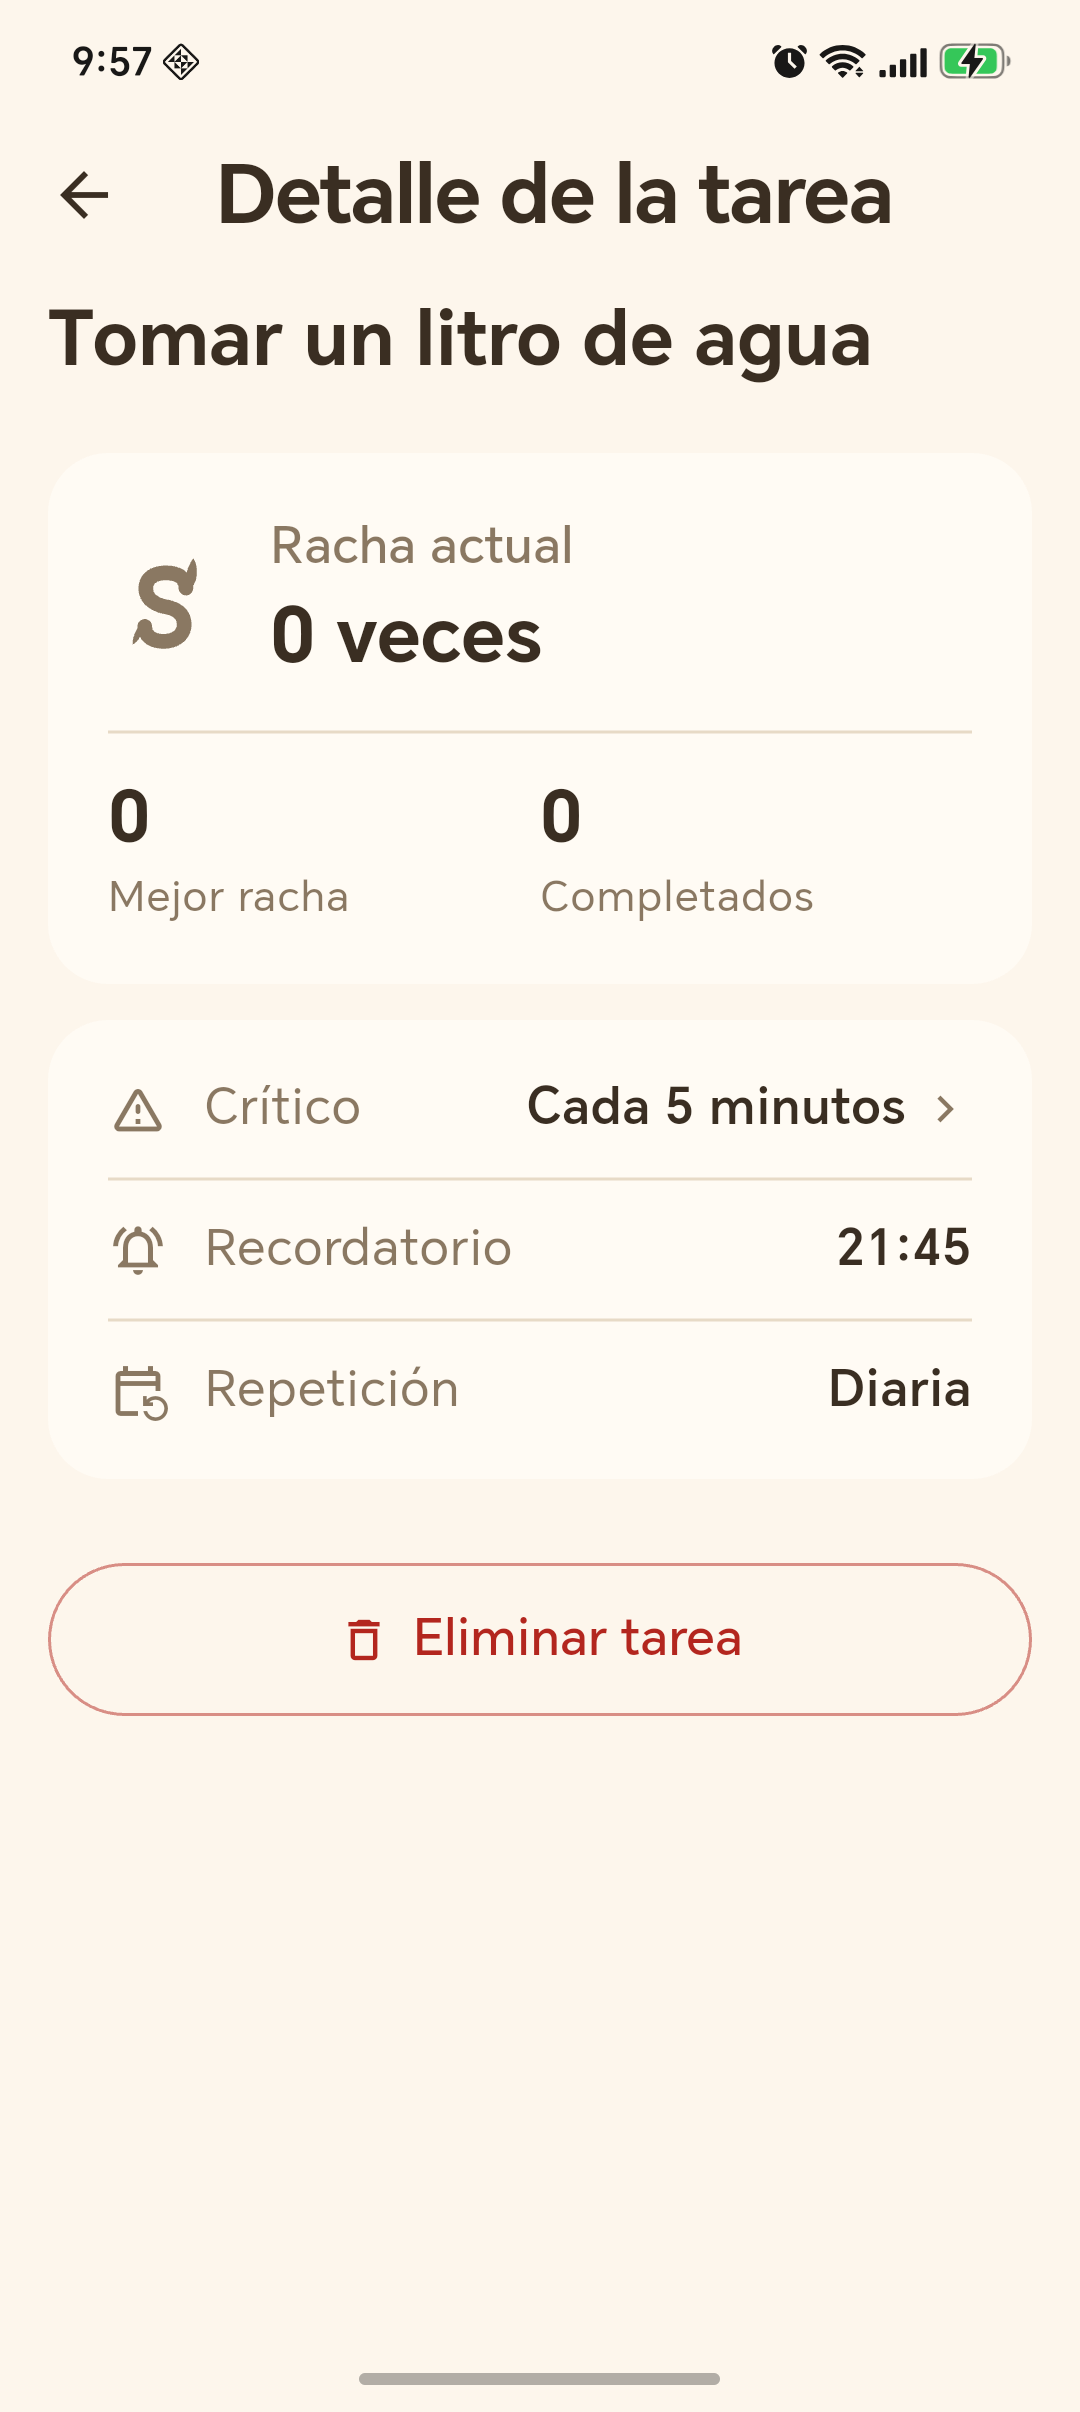 9:57
Detalle de la tarea
Tomar un litro de agua
Racha actual
0 veces
0
Mejor racha
0
Completados
Crítico
Cada 5 minutos
Recordatorio
21:45
Repetición
Diaria
Eliminar tarea